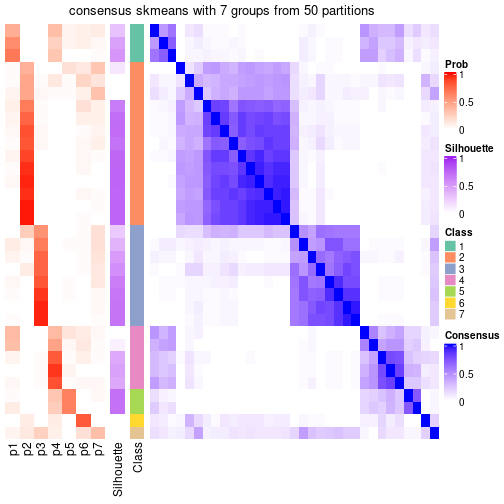 consensus skmeans with 7 groups from 50 partitions
Prob
1
0.5
0
Silhouette
1
0.5
0
Class
1
2
3
4
5
6
7
Consensus
1
0.5
0
p1
p2
p3
p4
p5
p6
p7
Silhouette
Class